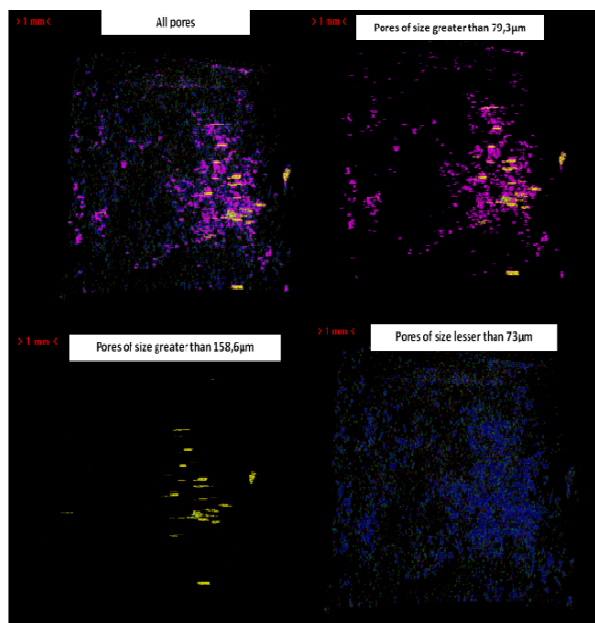 > 1 mm <
All pores
> 1 mm <
Pores of size greater than 79,3µm
> 1 mm <
Pores of size greater than 158,6µm
> 1 mm <
Pores of size lesser than 73µm